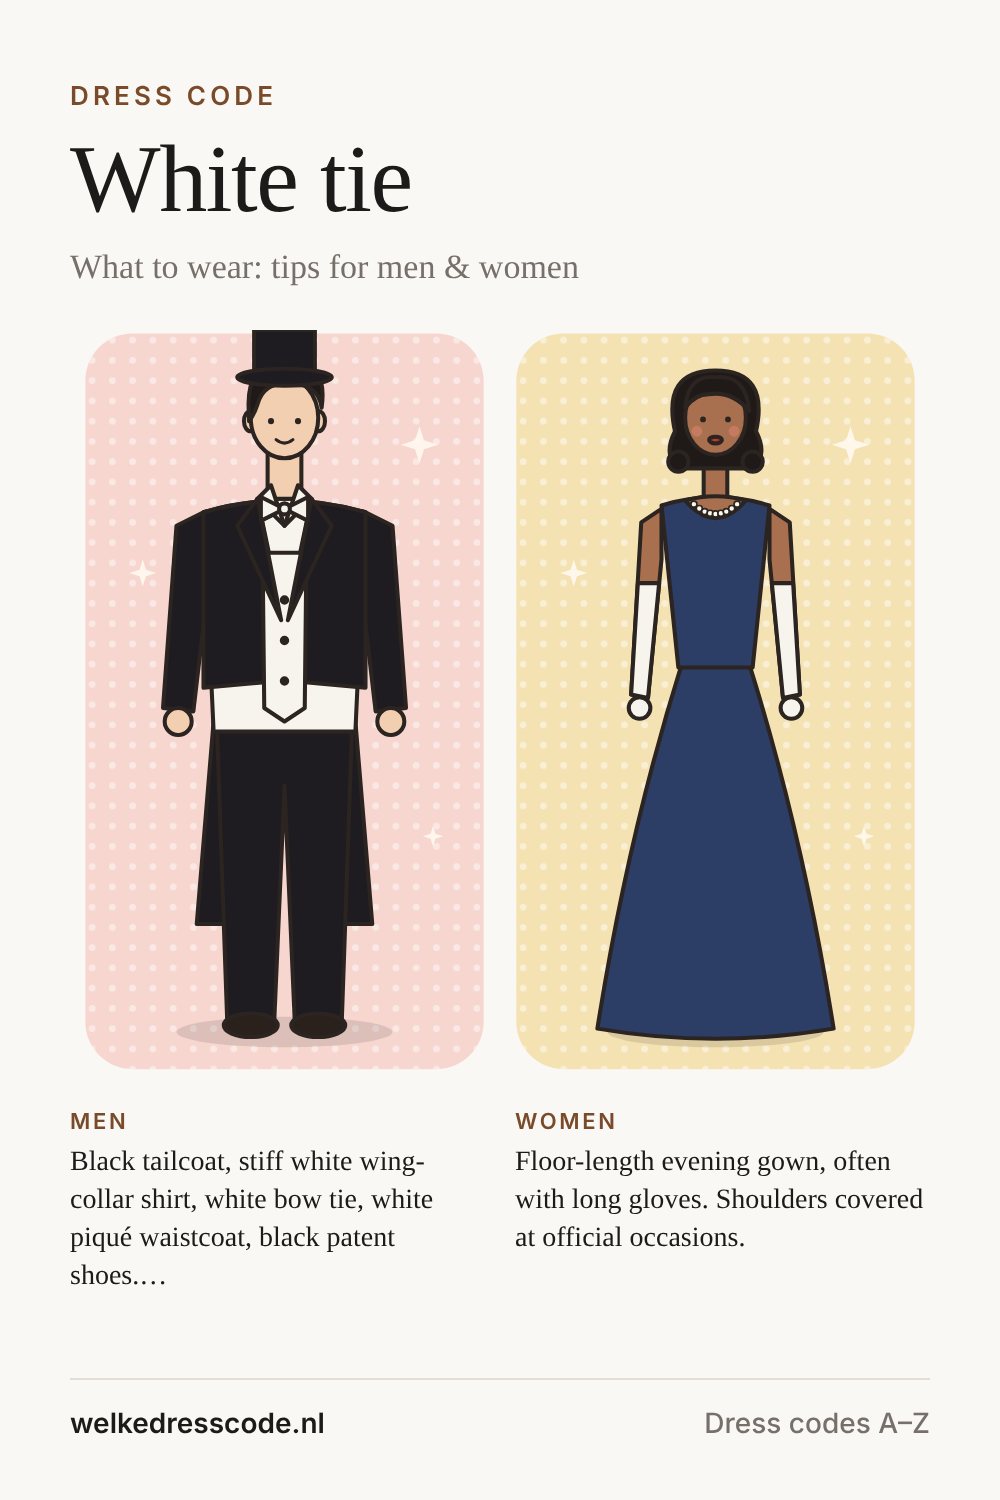 DRESS CODE
White tie
What to wear: tips for men & women
MEN
Black tailcoat, stiff white wing-
collar shirt, white bow tie, white
piqué waistcoat, black patent
shoes.…
WOMEN
Floor-length evening gown, often
with long gloves. Shoulders covered
at official occasions.
welkedresscode.nl
Dress codes A–Z